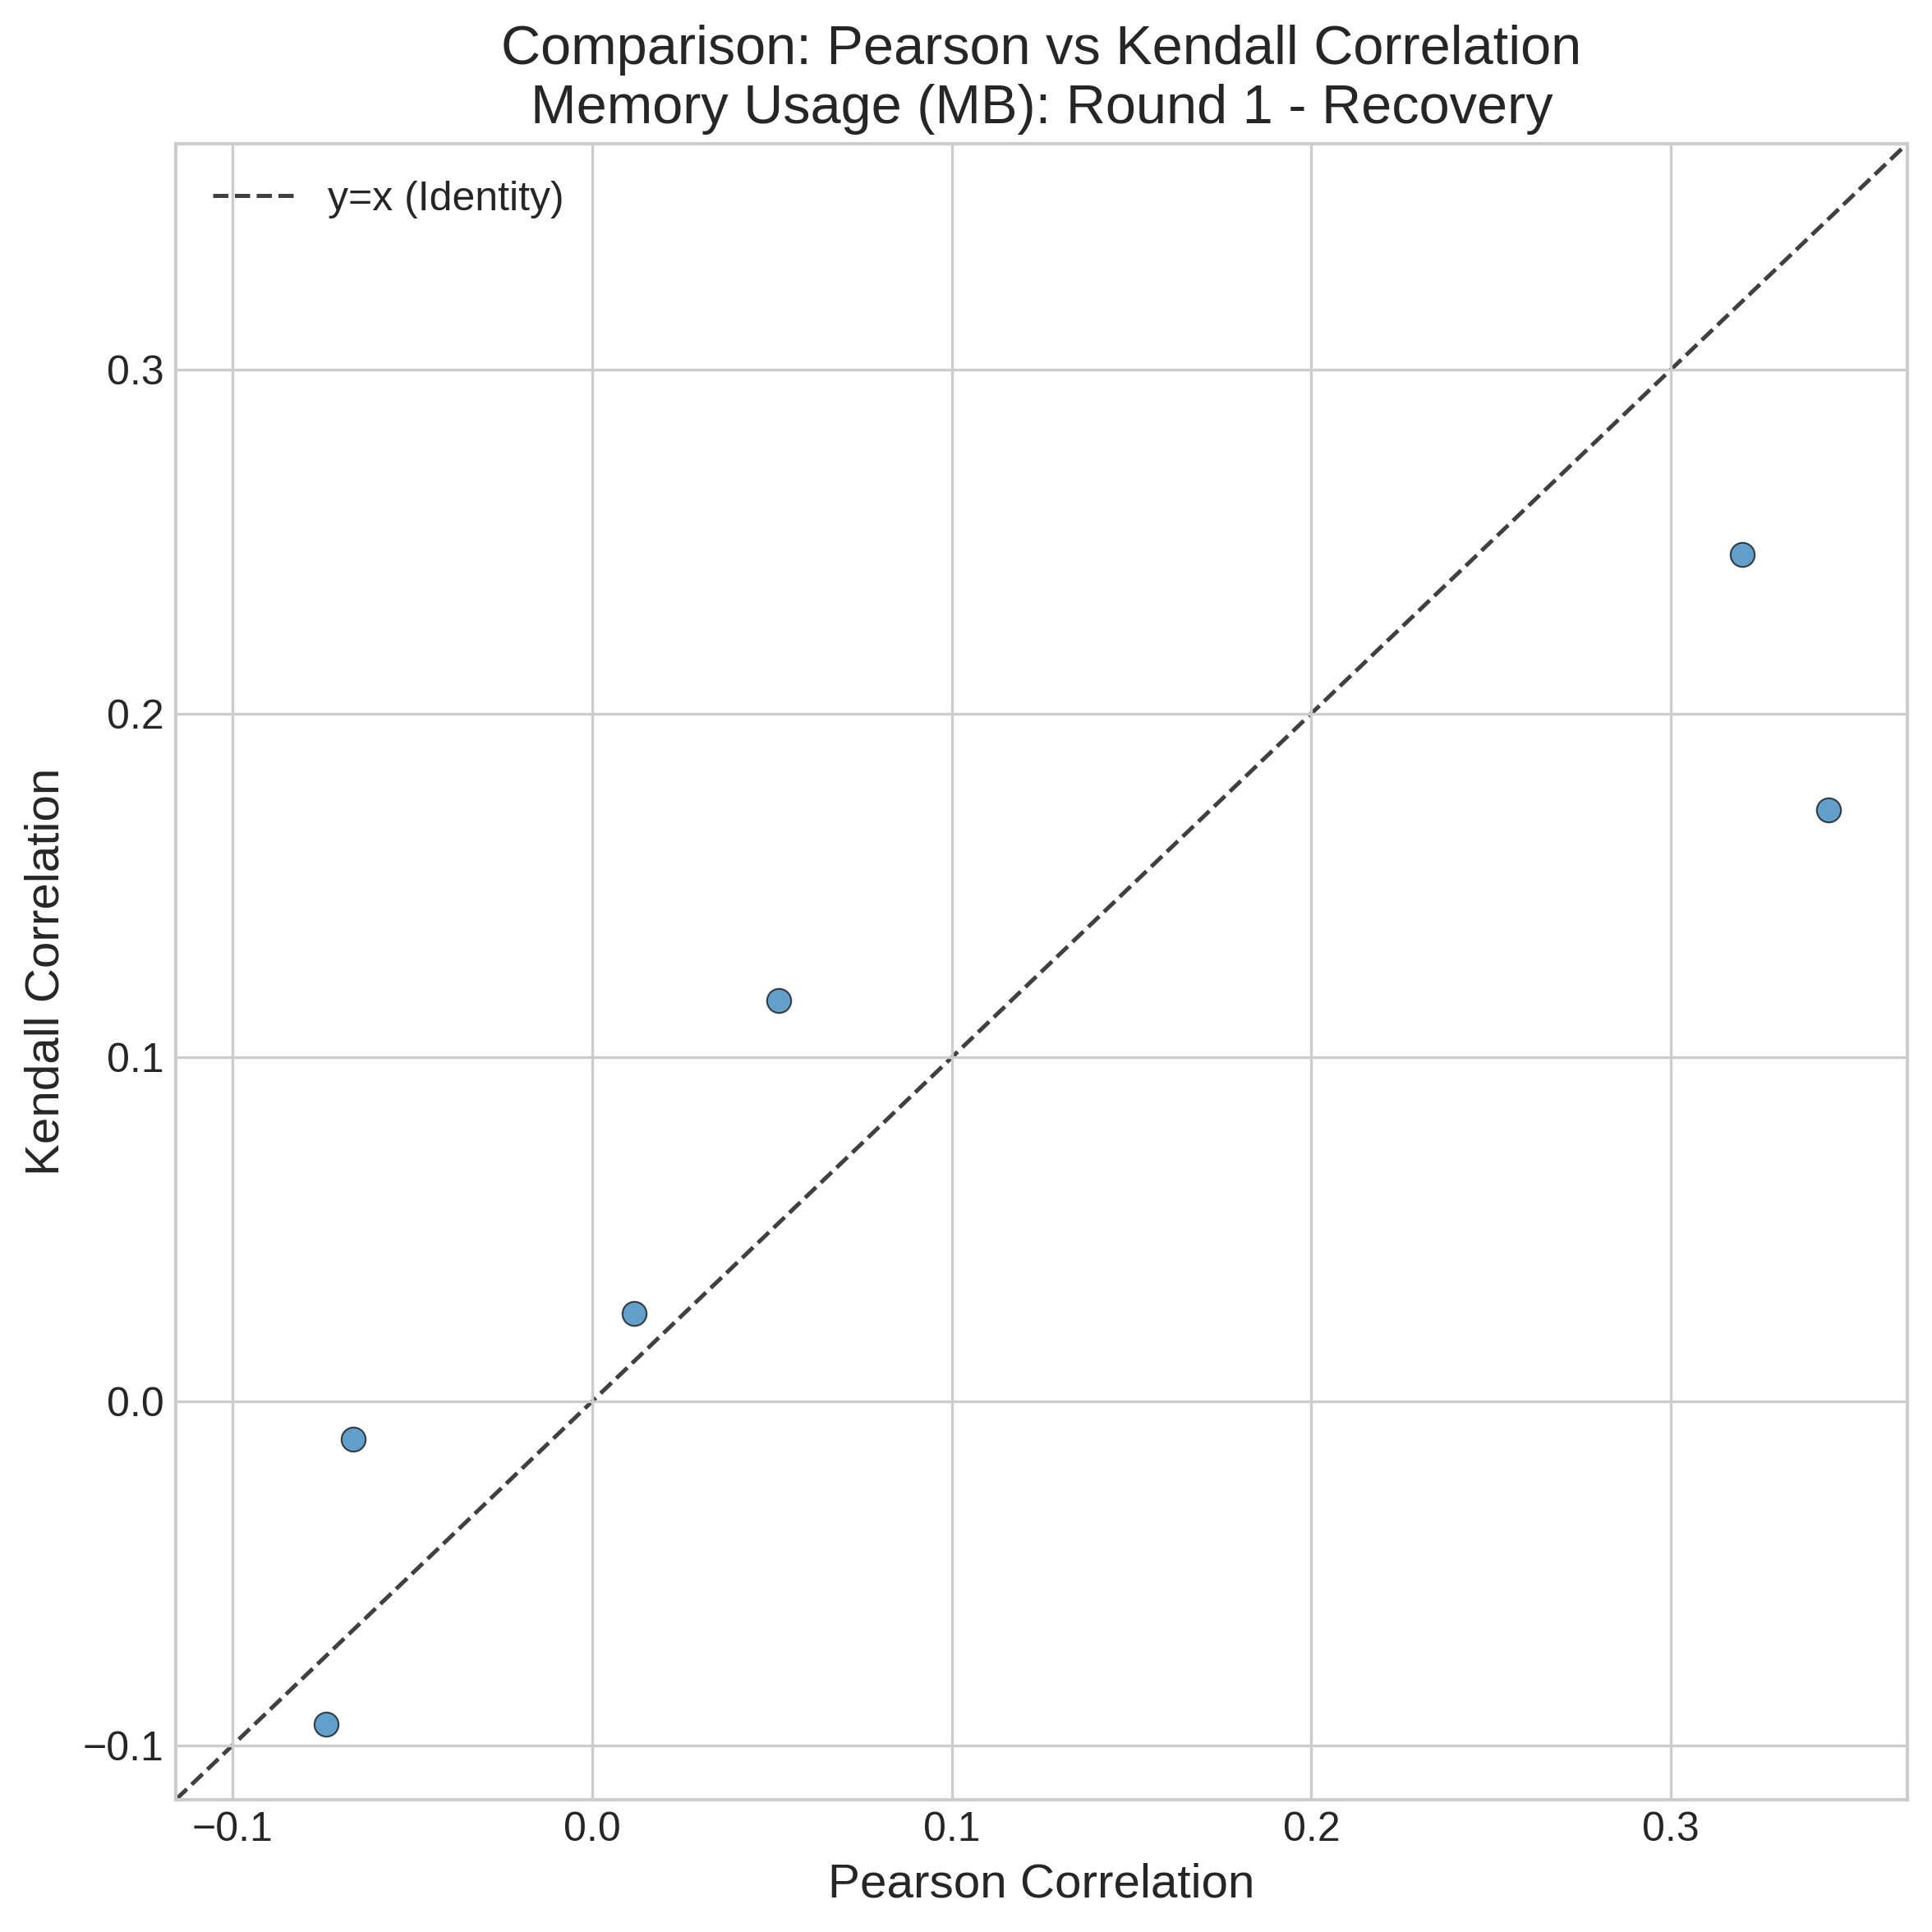 Comparison: Pearson vs Kendall Correlation
Memory Usage (MB): Round 1 - Recovery
y=x (Identity)
Kendall Correlation
0.3
0.2
0.1
0.0
−0.1
−0.1
0.0
0.1
0.2
0.3
Pearson Correlation